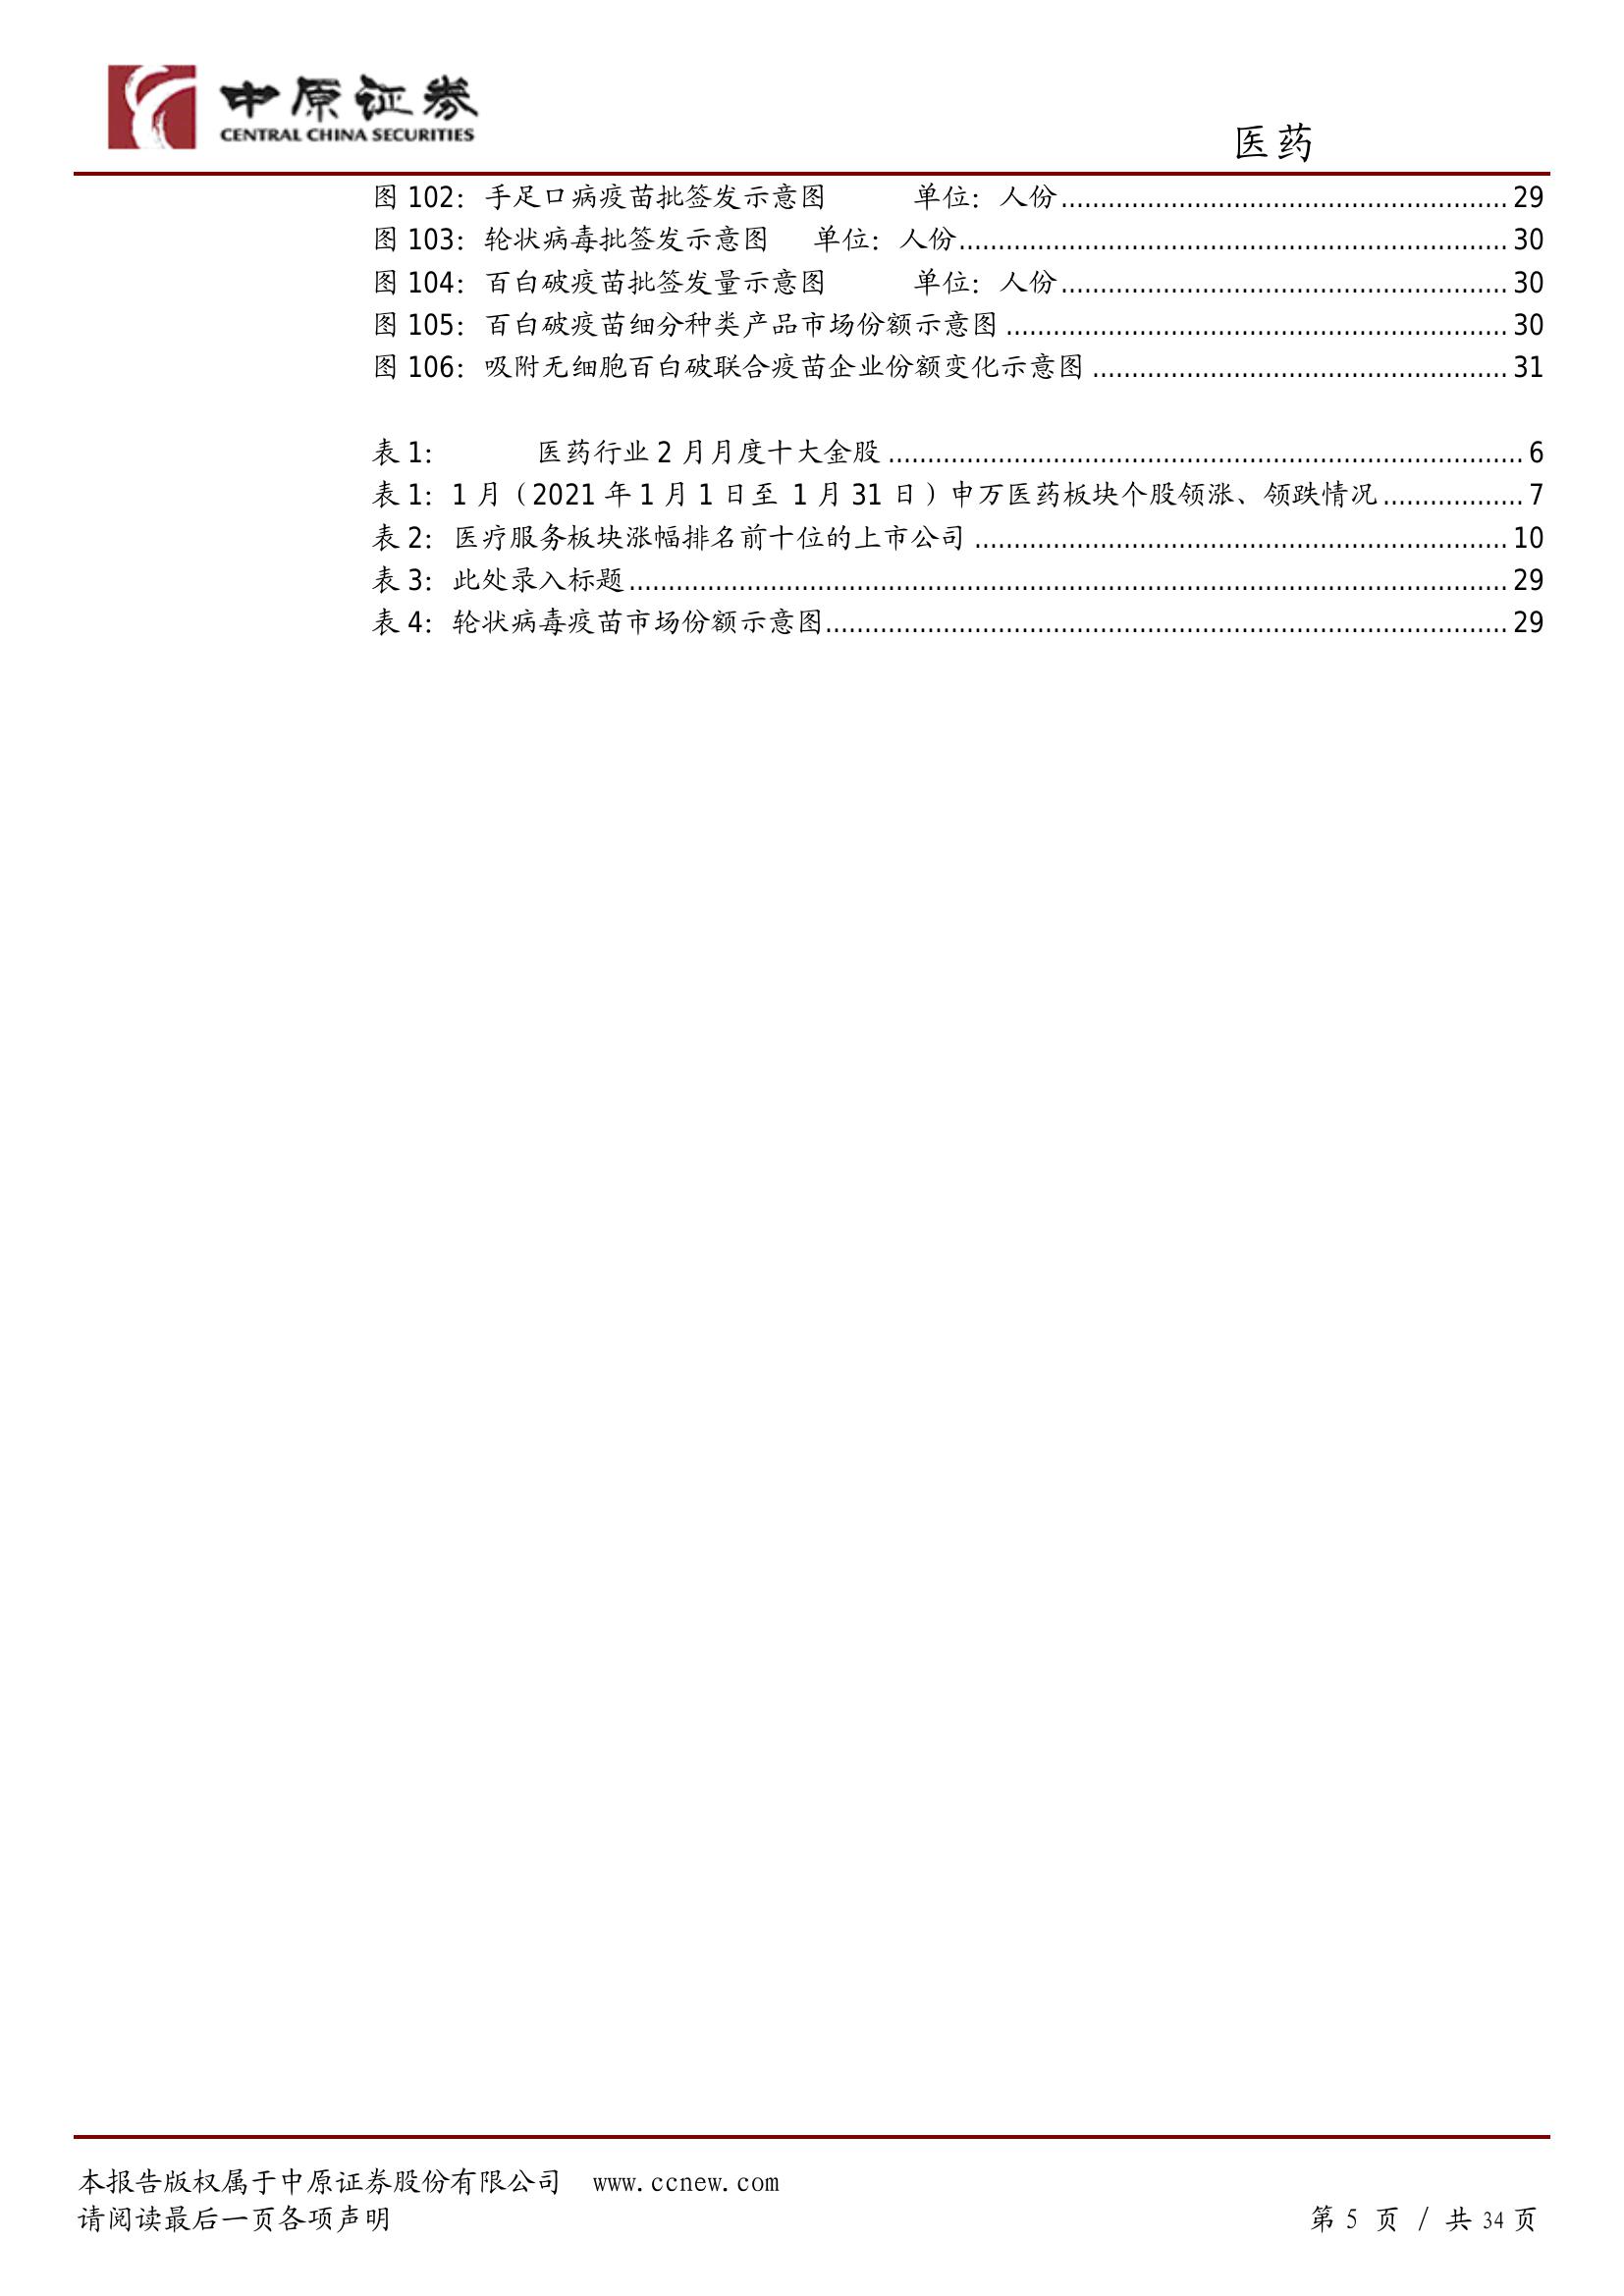 中原证券
CENTRAL CHINA SECURITIES
医药
图 102：手足口病疫苗批签发示意图 单位：人份........................................................ 29
图 103：轮状病毒批签发示意图 单位：人份..................................................................... 30
图 104：百白破疫苗批签发量示意图 单位：人份........................................................ 30
图 105：百白破疫苗细分种类产品市场份额示意图 ............................................................... 30
图 106：吸附无细胞百白破联合疫苗企业份额变化示意图 .................................................... 31
表 1： 医药行业 2 月月度十大金股 ................................................................................ 6
表 1：1 月（2021 年 1 月 1 日至 1 月 31 日）申万医药板块个股领涨、领跌情况.................. 7
表 2：医疗服务板块涨幅排名前十位的上市公司 ................................................................... 10
表 3：此处录入标题................................................................................................................ 29
表 4：轮状病毒疫苗市场份额示意图...................................................................................... 29
本报告版权属于中原证券股份有限公司 www.ccnew.com
请阅读最后一页各项声明
第 5 页 / 共 34 页